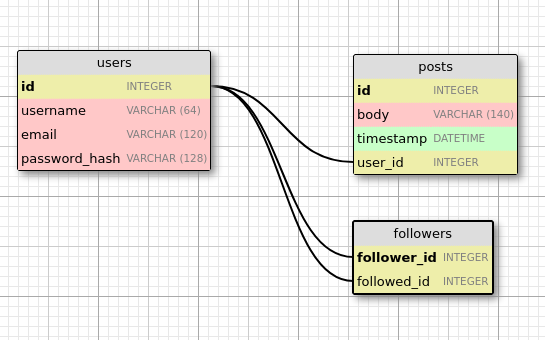 users
id INTEGER
username VARCHAR (64)
email VARCHAR (120)
password_hash VARCHAR (128)
posts
id INTEGER
body VARCHAR (140)
timestamp DATETIME
user_id INTEGER
followers
follower_id INTEGER
followed_id INTEGER